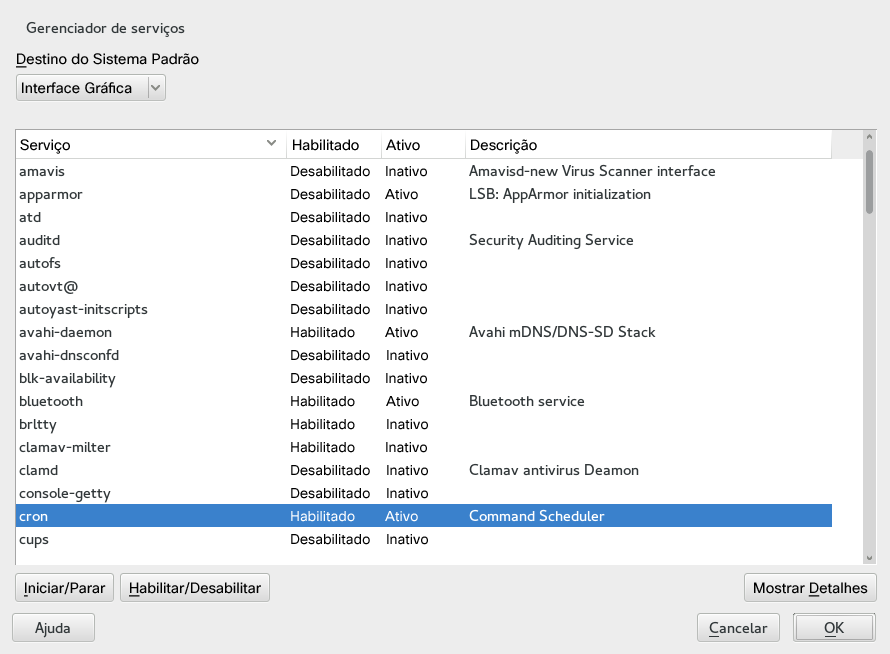 Gerenciador de serviços
Destino do Sistema Padrão
Interface Gráfica
Serviço Habilitado Ativo Descrição
amavis Desabilitado Inativo Amavisd-new Virus Scanner interface
apparmor Desabilitado Ativo LSB: AppArmor initialization
atd Desabilitado Inativo
auditd Desabilitado Inativo Security Auditing Service
autofs Desabilitado Inativo
autovt@ Desabilitado Inativo
autoyast-initscripts Desabilitado Inativo
avahi-daemon Habilitado Ativo Avahi mDNS/DNS-SD Stack
avahi-dnsconfd Desabilitado Inativo
blk-availability Desabilitado Inativo
bluetooth Habilitado Ativo Bluetooth service
brltty Habilitado Inativo
clamav-milter Habilitado Inativo
clamd Desabilitado Inativo Clamav antivirus Deamon
console-getty Desabilitado Inativo
cron Habilitado Ativo Command Scheduler
cups Desabilitado Inativo
Iniciar/Parar Habilitar/Desabilitar Mostrar Detalhes
Ajuda Cancelar OK